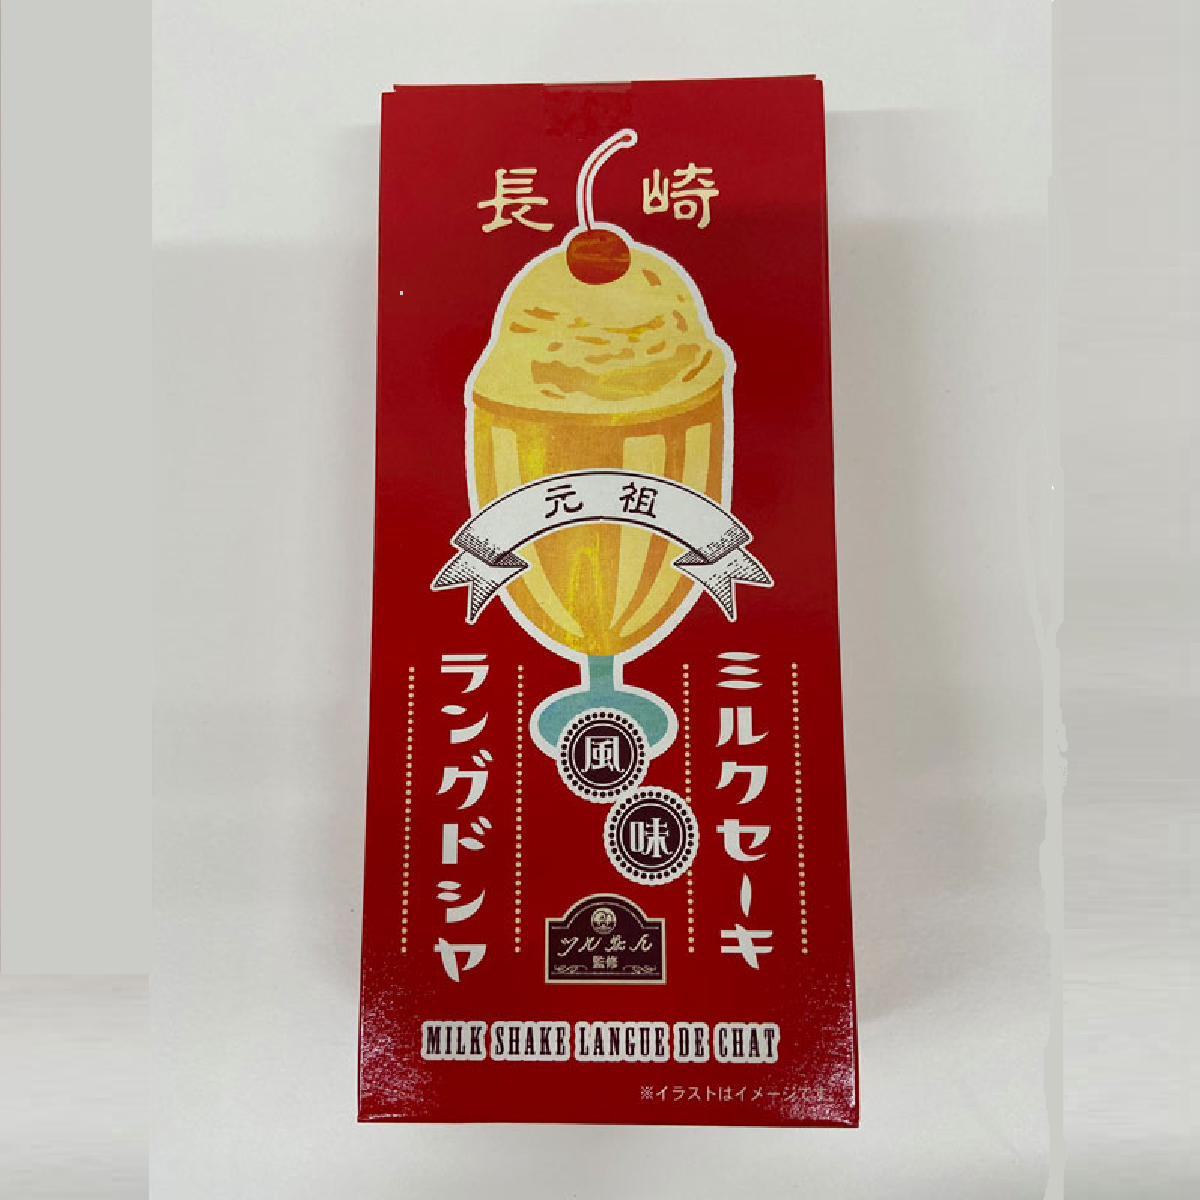 長崎
元祖
ミルクセーキ
風味
ラングドシャ
ツル茶ん
監修
MILK SHAKE LANGUE DE CHAT
※イラストはイメージです。